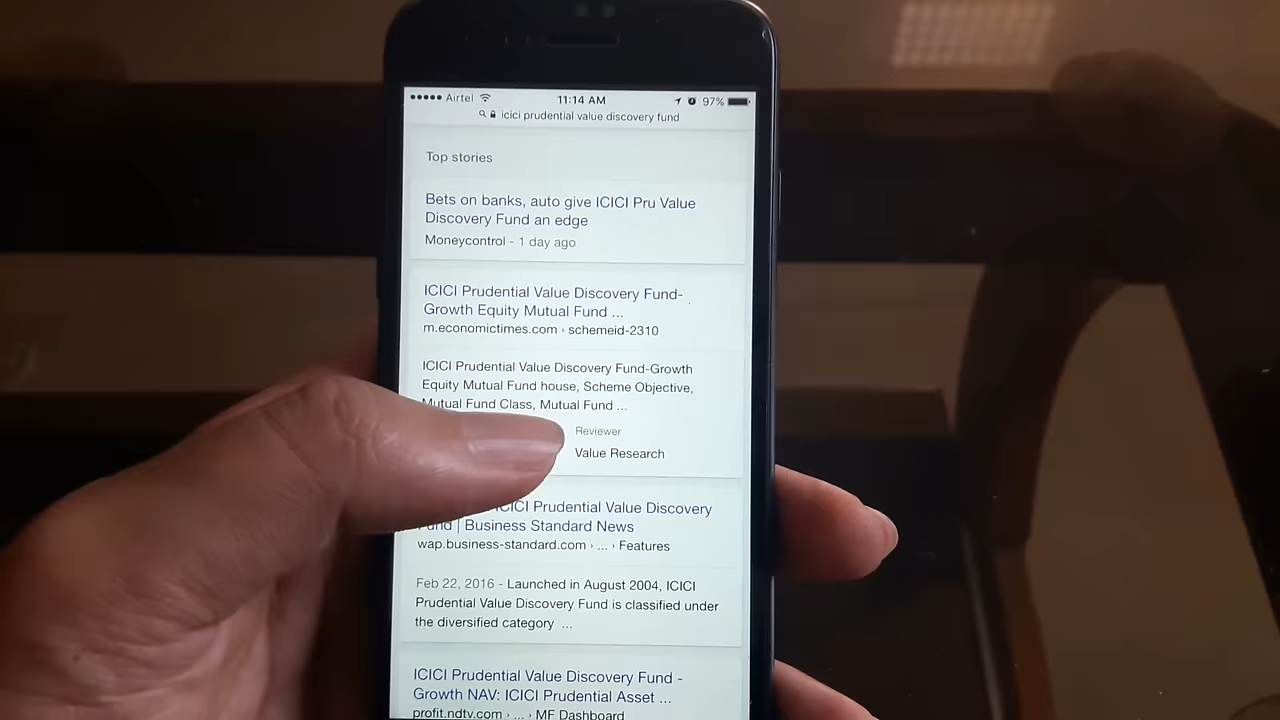 Airtel 11:14 AM 97%
icici prudential value discovery fund
Top stories
Bets on banks, auto give ICICI Pru Value
Discovery Fund an edge
Moneycontrol - 1 day ago
ICICI Prudential Value Discovery Fund-
Growth Equity Mutual Fund ...
m.economictimes.com › schemeid-2310
ICICI Prudential Value Discovery Fund-Growth
Equity Mutual Fund house, Scheme Objective,
Mutual Fund Class, Mutual Fund ...
Reviewer
Value Research
ICICI Prudential Value Discovery
Fund | Business Standard News
wap.business-standard.com › ... › Features
Feb 22, 2016 - Launched in August 2004, ICICI
Prudential Value Discovery Fund is classified under
the diversified category ...
ICICI Prudential Value Discovery Fund -
Growth NAV: ICICI Prudential Asset ...
profit.ndtv.com › ... › MF Dashboard